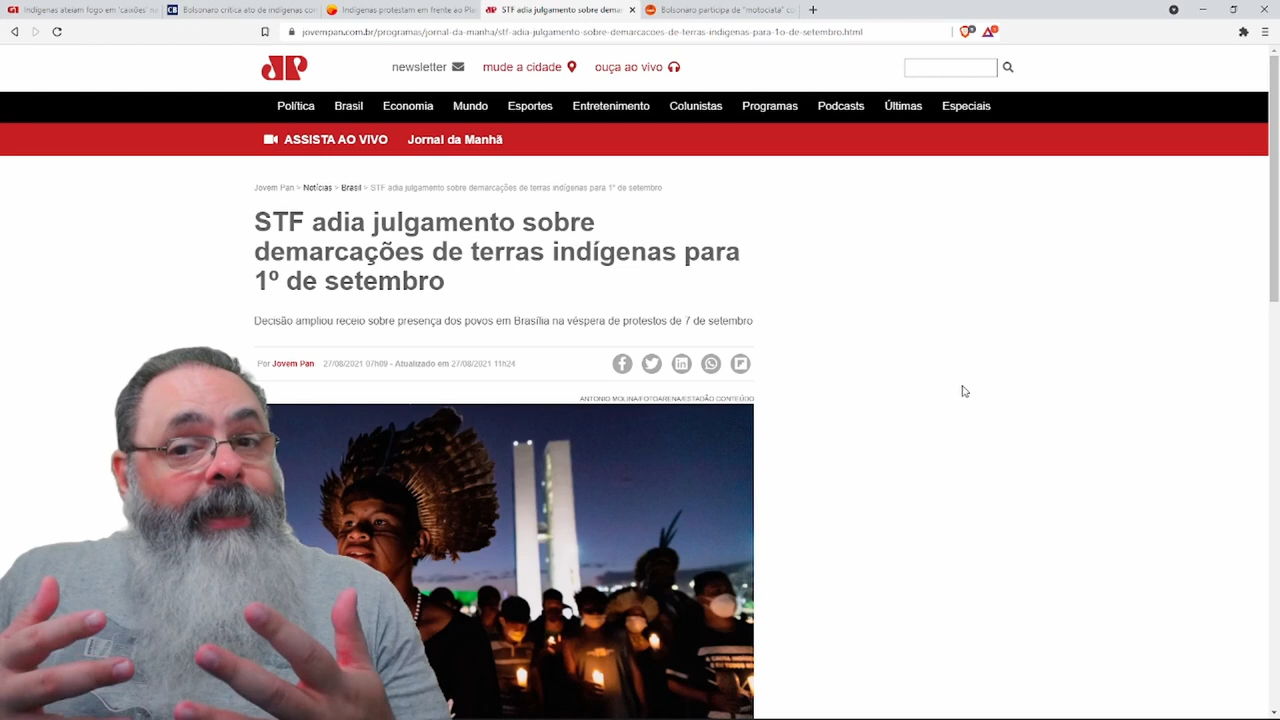 Indígenas ateiam fogo em 'caixões' na
Bolsonaro critica ato de indígenas con
Indígenas protestam em frente ao Pla
STF adia julgamento sobre demar
Bolsonaro participa de "motociata" co
jovempan.com.br/programas/jornal-da-manha/stf-adia-julgamento-sobre-demarcacoes-de-terras-indigenas-para-1o-de-setembro.html
JP newsletter mude a cidade ouça ao vivo
Política Brasil Economia Mundo Esportes Entretenimento Colunistas Programas Podcasts Últimas Especiais
ASSISTA AO VIVO Jornal da Manhã
Jovem Pan > Notícias > Brasil > STF adia julgamento sobre demarcações de terras indígenas para 1º de setembro
STF adia julgamento sobre
demarcações de terras indígenas para
1º de setembro
Decisão ampliou receio sobre presença dos povos em Brasília na véspera de protestos de 7 de setembro
Por Jovem Pan 27/08/2021 07h09 - Atualizado em 27/08/2021 11h24
ANTONIO MOLINA/FOTOARENA/ESTADÃO CONTEÚDO